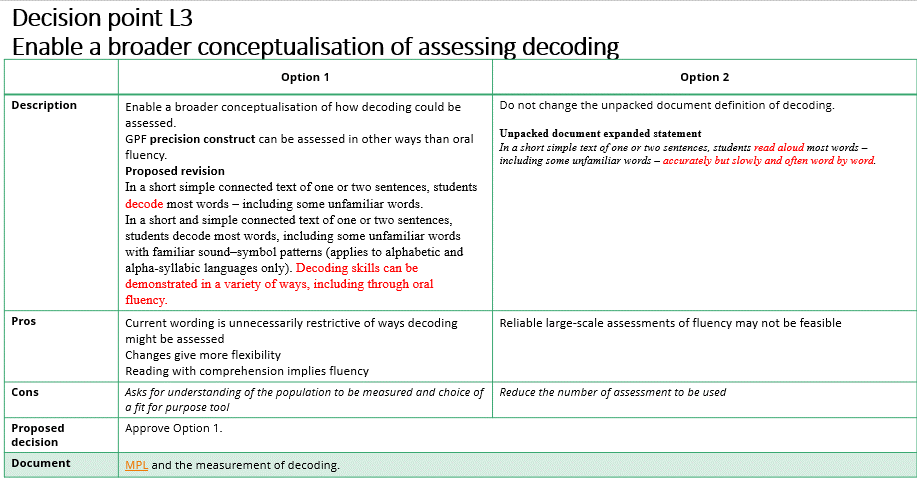 Decision point L3
Enable a broader conceptualisation of assessing decoding
Option 1
Option 2
Description
Enable a broader conceptualisation of how decoding could be
assessed.
GPF precision construct can be assessed in other ways than oral
fluency.
Proposed revision
In a short simple connected text of one or two sentences, students
decode most words – including some unfamiliar words.
In a short and simple connected text of one or two sentences,
students decode most words, including some unfamiliar words
with familiar sound–symbol patterns (applies to alphabetic and
alpha-syllabic languages only). Decoding skills can be
demonstrated in a variety of ways, including through oral
fluency.
Do not change the unpacked document definition of decoding.
Unpacked document expanded statement
In a short simple text of one or two sentences, students read aloud most words –
including some unfamiliar words – accurately but slowly and often word by word.
Pros
Current wording is unnecessarily restrictive of ways decoding
might be assessed
Changes give more flexibility
Reading with comprehension implies fluency
Reliable large-scale assessments of fluency may not be feasible
Cons
Asks for understanding of the population to be measured and choice of
a fit for purpose tool
Reduce the number of assessment to be used
Proposed
decision
Approve Option 1.
Document
MPL and the measurement of decoding.